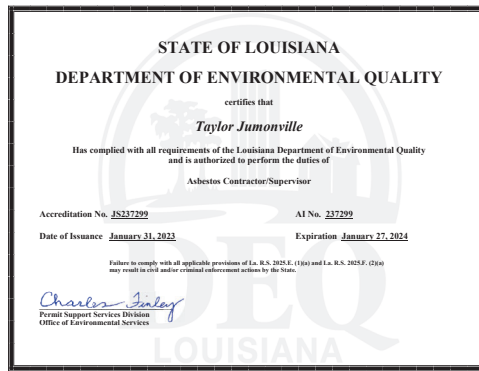 STATE OF LOUISIANA
DEPARTMENT OF ENVIRONMENTAL QUALITY
certifies that
Taylor Jumonville
Has complied with all requirements of the Louisiana Department of Environmental Quality
and is authorized to perform the duties of
Asbestos Contractor/Supervisor
Accreditation No. JS237299
AI No. 237299
Date of Issuance January 31, 2023
Expiration January 27, 2024
Failure to comply with all applicable provisions of La. R.S. 2025.E. (1)(a) and La. R.S. 2025.F. (2)(a)
may result in civil and/or criminal enforcement actions by the State.
Charles Finley
Permit Support Services Division
Office of Environmental Services
DEQ
LOUISIANA